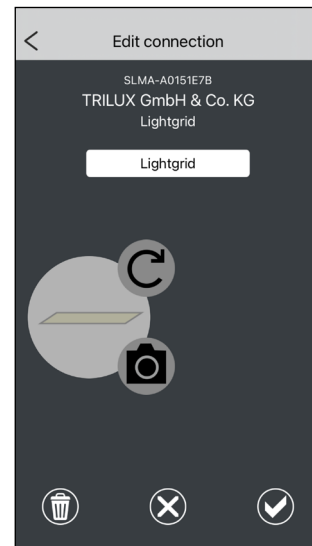 Edit connection
SLMA-A0151E7B
TRILUX GmbH & Co. KG
Lightgrid
Lightgrid